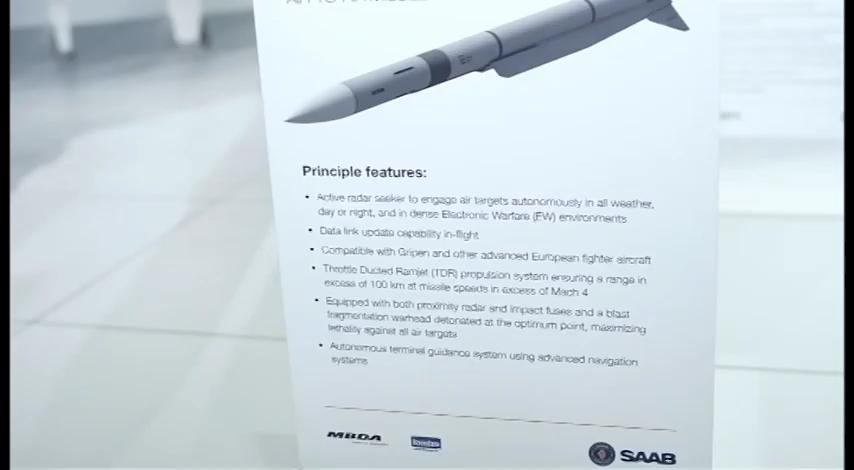 Principle features:
• Active radar seeker to engage air targets autonomously in all weather,
day or night, and in dense Electronic Warfare (EW) environments
• Data link update capability in-flight
• Compatible with Gripen and other advanced European fighter aircraft
• Throttle Ducted Ramjet (TDR) propulsion system ensuring a range in
excess of 100 km at missile speeds in excess of Mach 4
• Equipped with both proximity radar and impact fuses and a blast
fragmentation warhead detonated at the optimum point, maximizing
lethality against all air targets
• Autonomous terminal guidance system using advanced navigation
systems
MBDA
SAAB